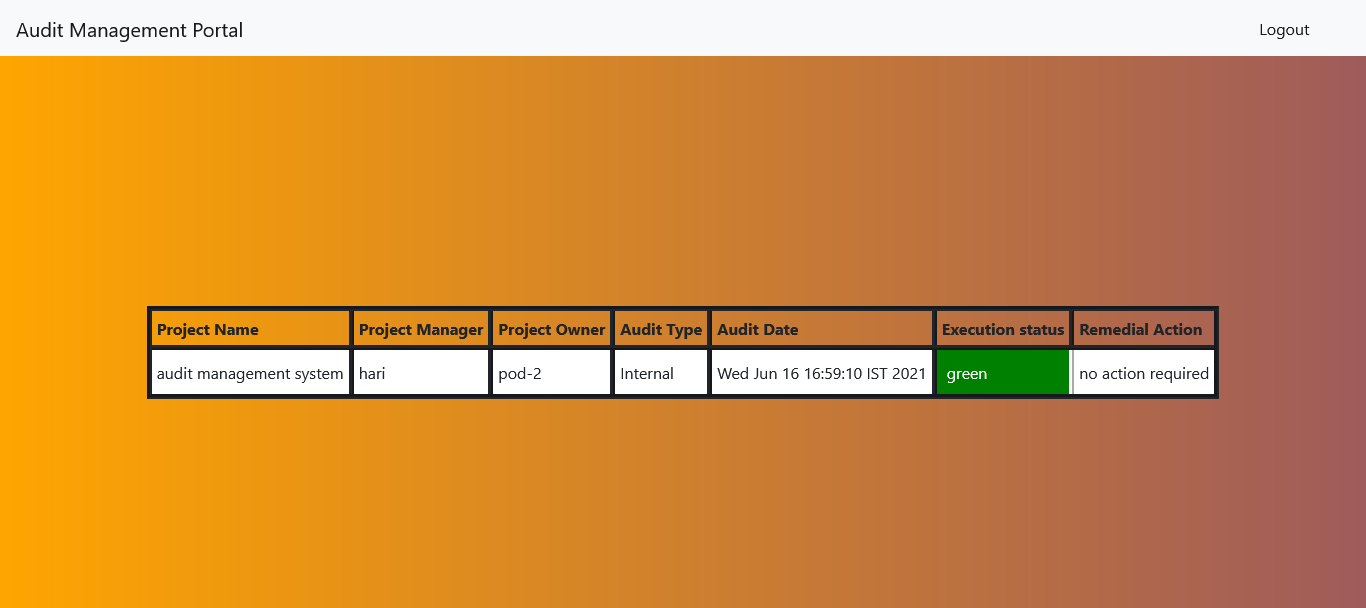 Audit Management Portal Logout
Project Name Project Manager Project Owner Audit Type Audit Date Execution status Remedial Action
audit management system hari pod-2 Internal Wed Jun 16 16:59:10 IST 2021 green no action required